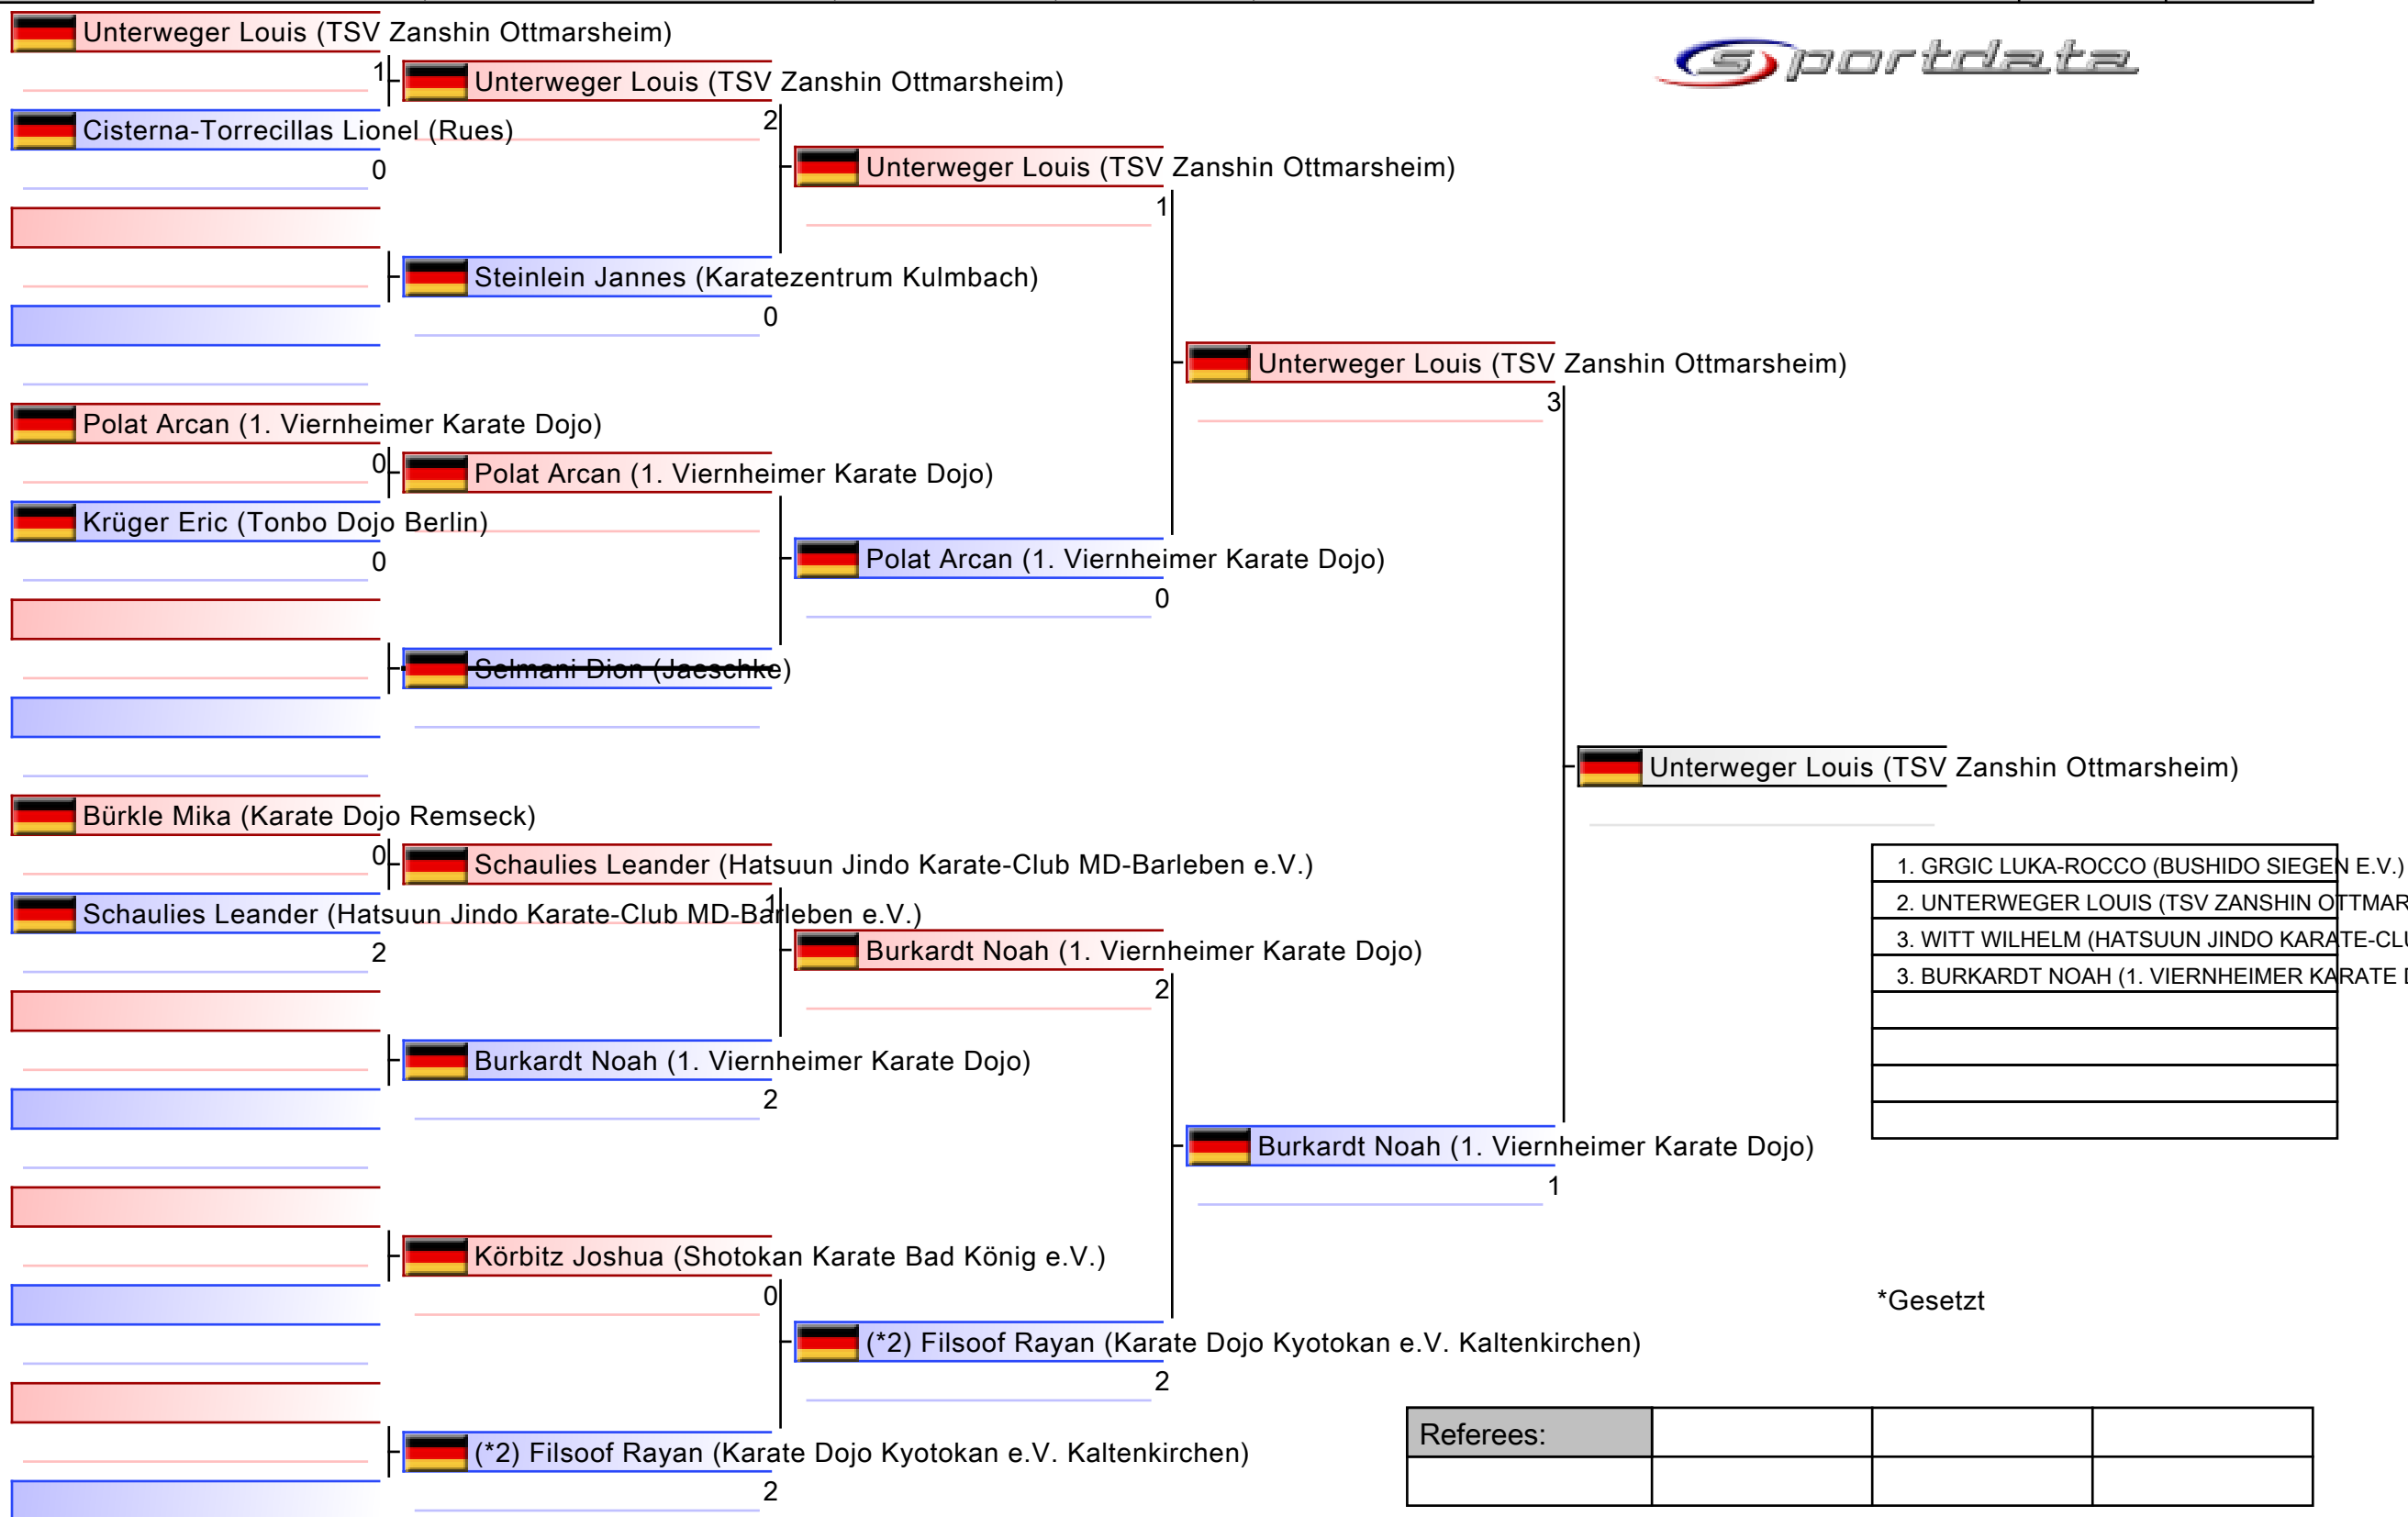 Unterweger Louis (TSV Zanshin Ottmarsheim)
sportdata
1
Unterweger Louis (TSV Zanshin Ottmarsheim)
2
Cisterna-Torrecillas Lionel (Rues)
0
Unterweger Louis (TSV Zanshin Ottmarsheim)
1
Steinlein Jannes (Karatezentrum Kulmbach)
0
Unterweger Louis (TSV Zanshin Ottmarsheim)
3
Polat Arcan (1. Viernheimer Karate Dojo)
0
Polat Arcan (1. Viernheimer Karate Dojo)
Krüger Eric (Tonbo Dojo Berlin)
0
Polat Arcan (1. Viernheimer Karate Dojo)
0
Selmani Dion (Jaeschke)
Unterweger Louis (TSV Zanshin Ottmarsheim)
Bürkle Mika (Karate Dojo Remseck)
0
Schaulies Leander (Hatsuun Jindo Karate-Club MD-Barleben e.V.)
1
Schaulies Leander (Hatsuun Jindo Karate-Club MD-Barleben e.V.)
2
Burkardt Noah (1. Viernheimer Karate Dojo)
2
1. GRGIC LUKA-ROCCO (BUSHIDO SIEGEN E.V.)
2. UNTERWEGER LOUIS (TSV ZANSHIN OTTMAR
3. WITT WILHELM (HATSUUN JINDO KARATE-CLU
3. BURKARDT NOAH (1. VIERNHEIMER KARATE D
Burkardt Noah (1. Viernheimer Karate Dojo)
2
Burkardt Noah (1. Viernheimer Karate Dojo)
1
Körbitz Joshua (Shotokan Karate Bad König e.V.)
0
*Gesetzt
(*2) Filsoof Rayan (Karate Dojo Kyotokan e.V. Kaltenkirchen)
2
(*2) Filsoof Rayan (Karate Dojo Kyotokan e.V. Kaltenkirchen)
2
Referees: